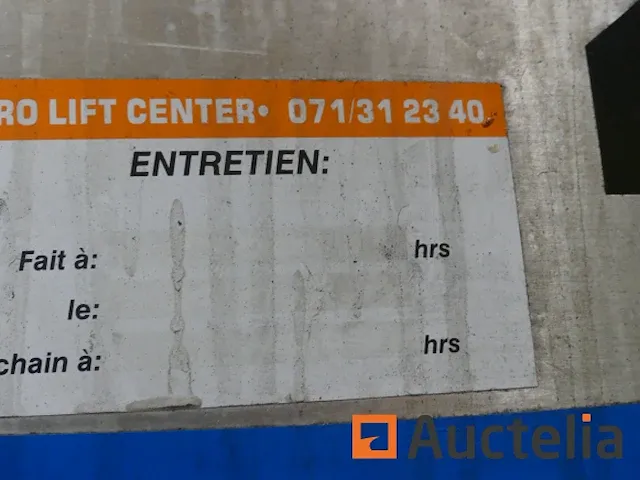 RO LIFT CENTER• 071/31 23 40
ENTRETIEN:
Fait à: hrs
le:
chain à: hrs
Auctelia